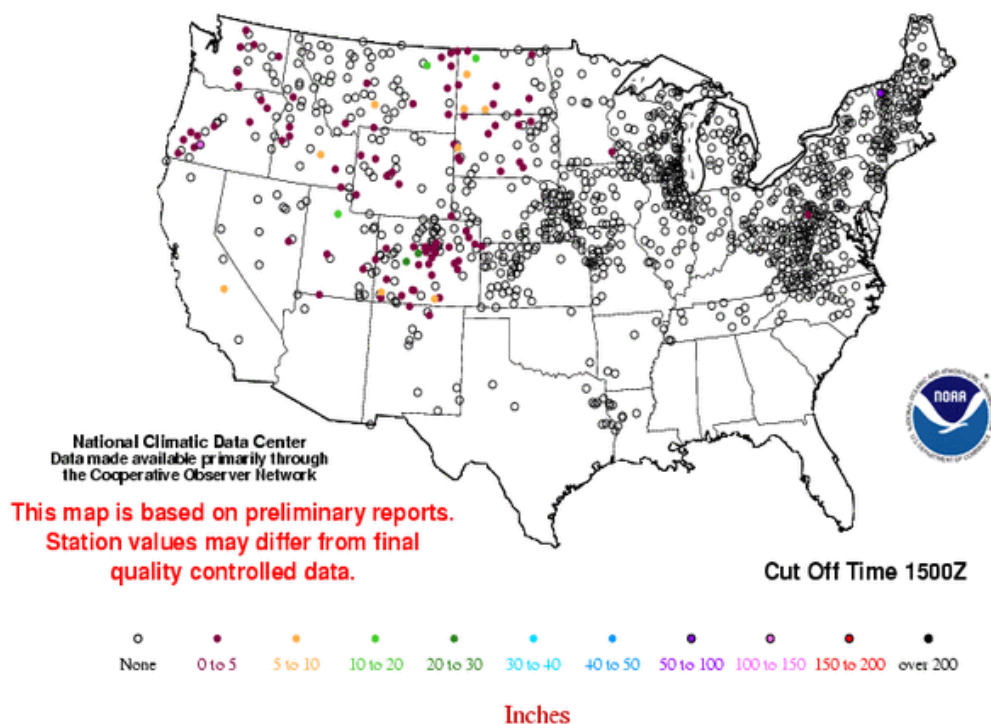 NOAA
National Climatic Data Center
Data made available primarily through
the Cooperative Observer Network
This map is based on preliminary reports.
Station values may differ from final
quality controlled data.
Cut Off Time 1500Z
None 0 to 5 5 to 10 10 to 20 20 to 30 30 to 40 40 to 50 50 to 100 100 to 150 150 to 200 over 200
Inches